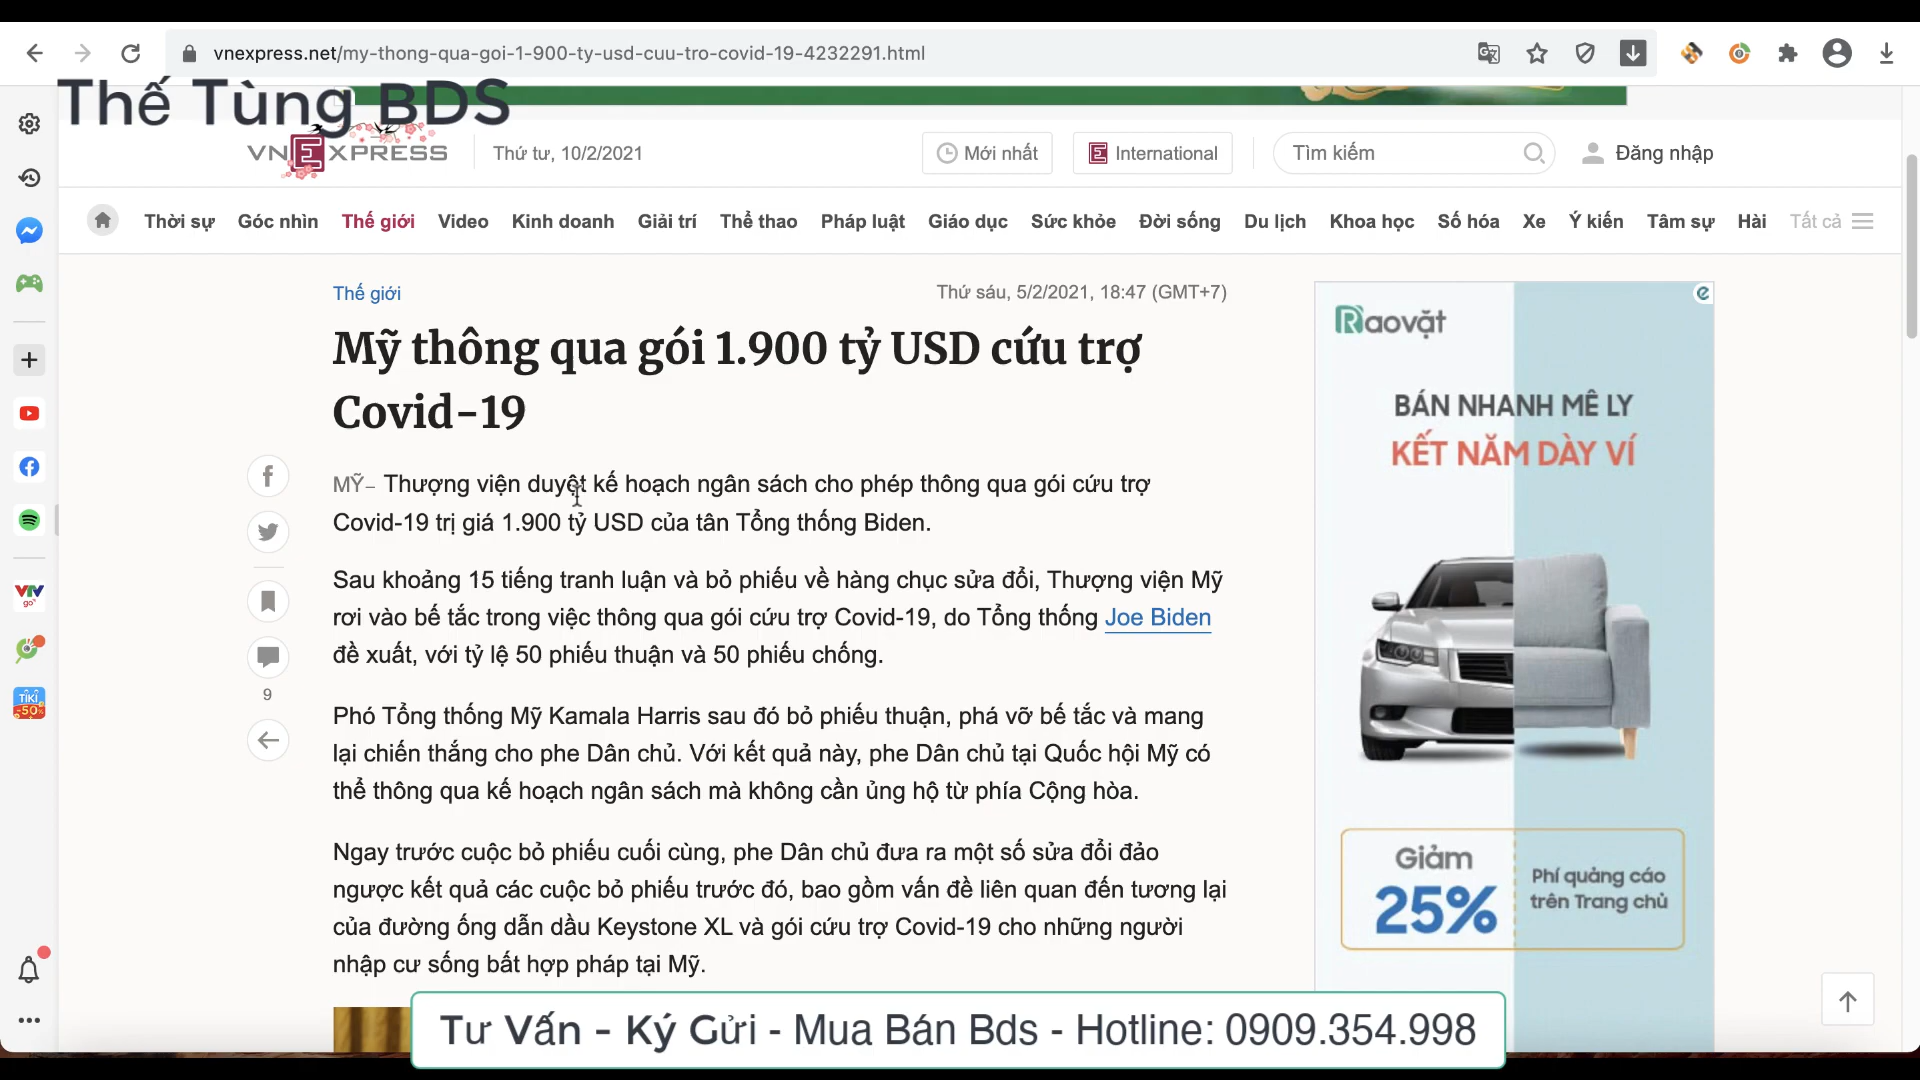 vnexpress.net/my-thong-qua-goi-1-900-ty-usd-cuu-tro-covid-19-4232291.html
Thế Tùng BDS
VNEXPRESS
Thứ tư, 10/2/2021
Mới nhất
International
Tìm kiếm
Đăng nhập
Thời sự Góc nhìn Thế giới Video Kinh doanh Giải trí Thể thao Pháp luật Giáo dục Sức khỏe Đời sống Du lịch Khoa học Số hóa Xe Ý kiến Tâm sự Hài Tất cả
Thế giới
Thứ sáu, 5/2/2021, 18:47 (GMT+7)
Mỹ thông qua gói 1.900 tỷ USD cứu trợ
Covid-19
MỸ– Thượng viện duyệt kế hoạch ngân sách cho phép thông qua gói cứu trợ
Covid-19 trị giá 1.900 tỷ USD của tân Tổng thống Biden.
Sau khoảng 15 tiếng tranh luận và bỏ phiếu về hàng chục sửa đổi, Thượng viện Mỹ
rơi vào bế tắc trong việc thông qua gói cứu trợ Covid-19, do Tổng thống Joe Biden
đề xuất, với tỷ lệ 50 phiếu thuận và 50 phiếu chống.
9
Phó Tổng thống Mỹ Kamala Harris sau đó bỏ phiếu thuận, phá vỡ bế tắc và mang
lại chiến thắng cho phe Dân chủ. Với kết quả này, phe Dân chủ tại Quốc hội Mỹ có
thể thông qua kế hoạch ngân sách mà không cần ủng hộ từ phía Cộng hòa.
Ngay trước cuộc bỏ phiếu cuối cùng, phe Dân chủ đưa ra một số sửa đổi đảo
ngược kết quả các cuộc bỏ phiếu trước đó, bao gồm vấn đề liên quan đến tương lại
của đường ống dẫn dầu Keystone XL và gói cứu trợ Covid-19 cho những người
nhập cư sống bất hợp pháp tại Mỹ.
Raovặt
BÁN NHANH MÊ LY
KẾT NĂM DÀY VÍ
Giảm
25%
Phí quảng cáo
trên Trang chủ
VTV
go
TIKI
-50%
Tư Vấn - Ký Gửi - Mua Bán Bds - Hotline: 0909.354.998